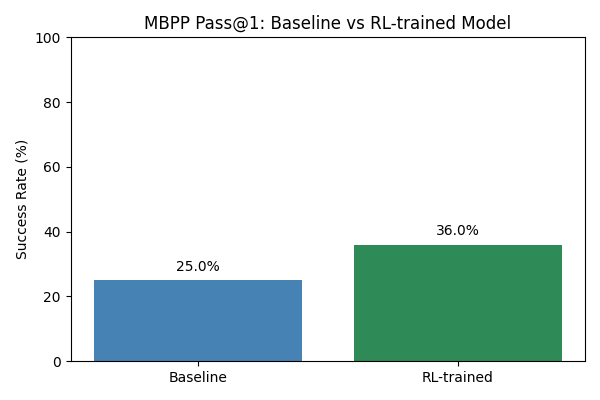 MBPP Pass@1: Baseline vs RL-trained Model
100
80
60
40
20
0
Success Rate (%)
25.0%
36.0%
Baseline
RL-trained